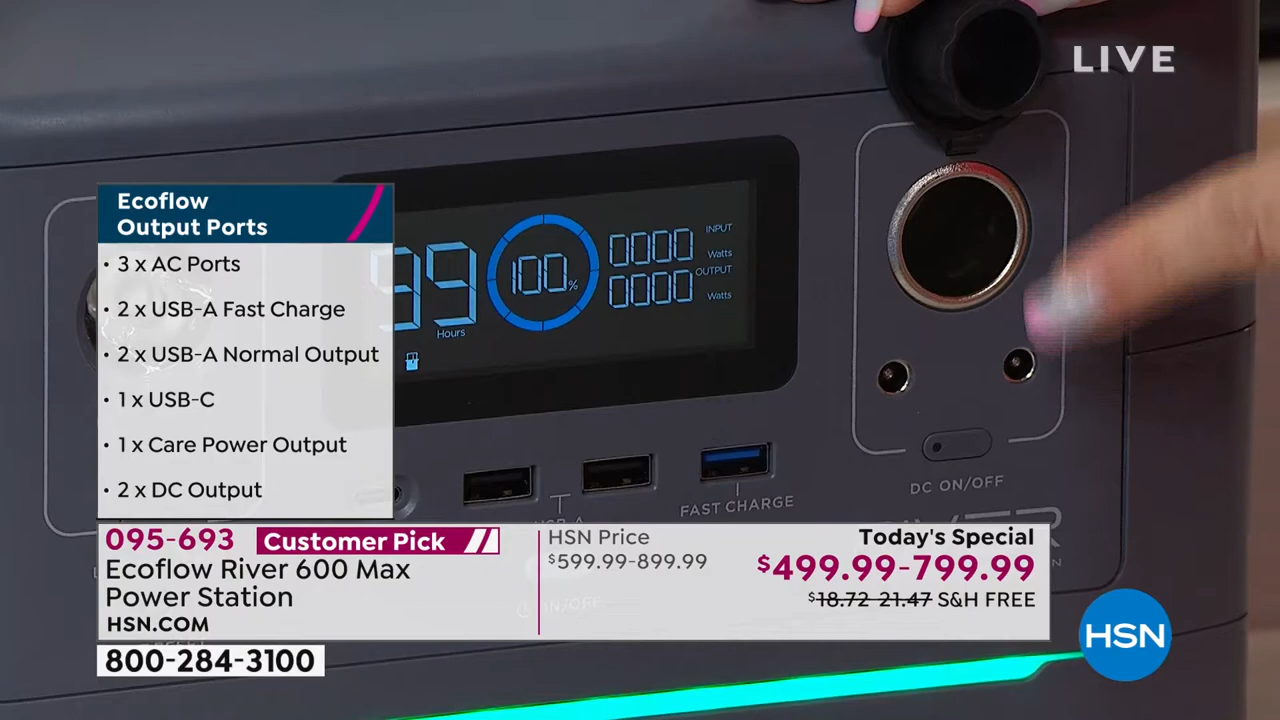 LIVE
Ecoflow
Output Ports
• 3 x AC Ports
• 2 x USB-A Fast Charge
• 2 x USB-A Normal Output
• 1 x USB-C
• 1 x Care Power Output
• 2 x DC Output
99
Hours
100%
0000
INPUT
Watts
0000
OUTPUT
Watts
FAST CHARGE
DC ON/OFF
095-693
Customer Pick
Ecoflow River 600 Max
Power Station
HSN.COM
HSN Price
$599.99-899.99
Today's Special
$499.99-799.99
$18.72-21.47 S&H FREE
800-284-3100
HSN